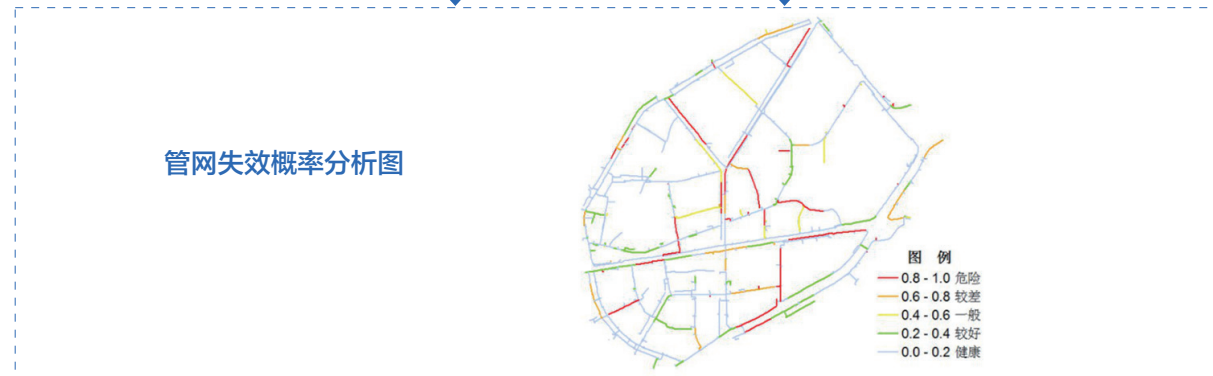 管网失效概率分析图
图 例
0.8 - 1.0 危险
0.6 - 0.8 较差
0.4 - 0.6 一般
0.2 - 0.4 较好
0.0 - 0.2 健康